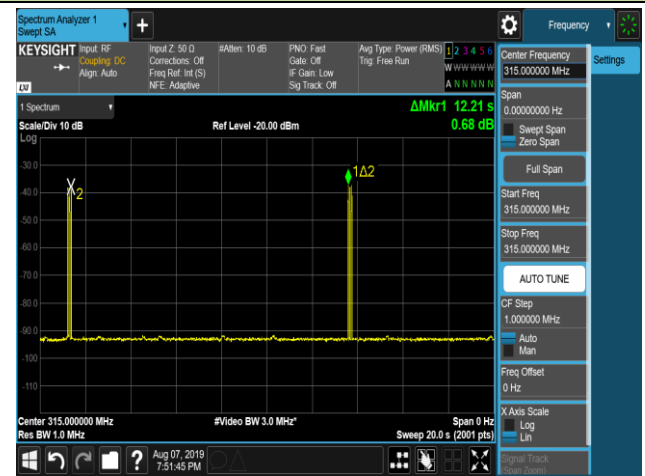 Spectrum Analyzer 1
Swept SA
Frequency
KEYSIGHT
Input: RF
Coupling: DC
Align: Auto
Input Z: 50 Ω
Corrections: Off
Freq Ref: Int (S)
NFE: Adaptive
#Atten: 10 dB
PNO: Fast
Gate: Off
IF Gain: Low
Sig Track: Off
Avg Type: Power (RMS)
Trig: Free Run
1 2 3 4 5 6
W W W W W W
A N N N N N
LXI
1 Spectrum
Scale/Div 10 dB
Ref Level -20.00 dBm
ΔMkr1 12.21 s
0.68 dB
Log
-30.0
-40.0
-50.0
-60.0
-70.0
-80.0
-90.0
-100
-110
2
1Δ2
Center 315.000000 MHz
Res BW 1.0 MHz
#Video BW 3.0 MHz*
Span 0 Hz
Sweep 20.0 s (2001 pts)
Aug 07, 2019
7:51:45 PM
?
Center Frequency
315.000000 MHz
Settings
Span
0.00000000 Hz
Swept Span
Zero Span
Full Span
Start Freq
315.000000 MHz
Stop Freq
315.000000 MHz
AUTO TUNE
CF Step
1.000000 MHz
Auto
Man
Freq Offset
0 Hz
X Axis Scale
Log
Lin
Signal Track
(Span Zoom)